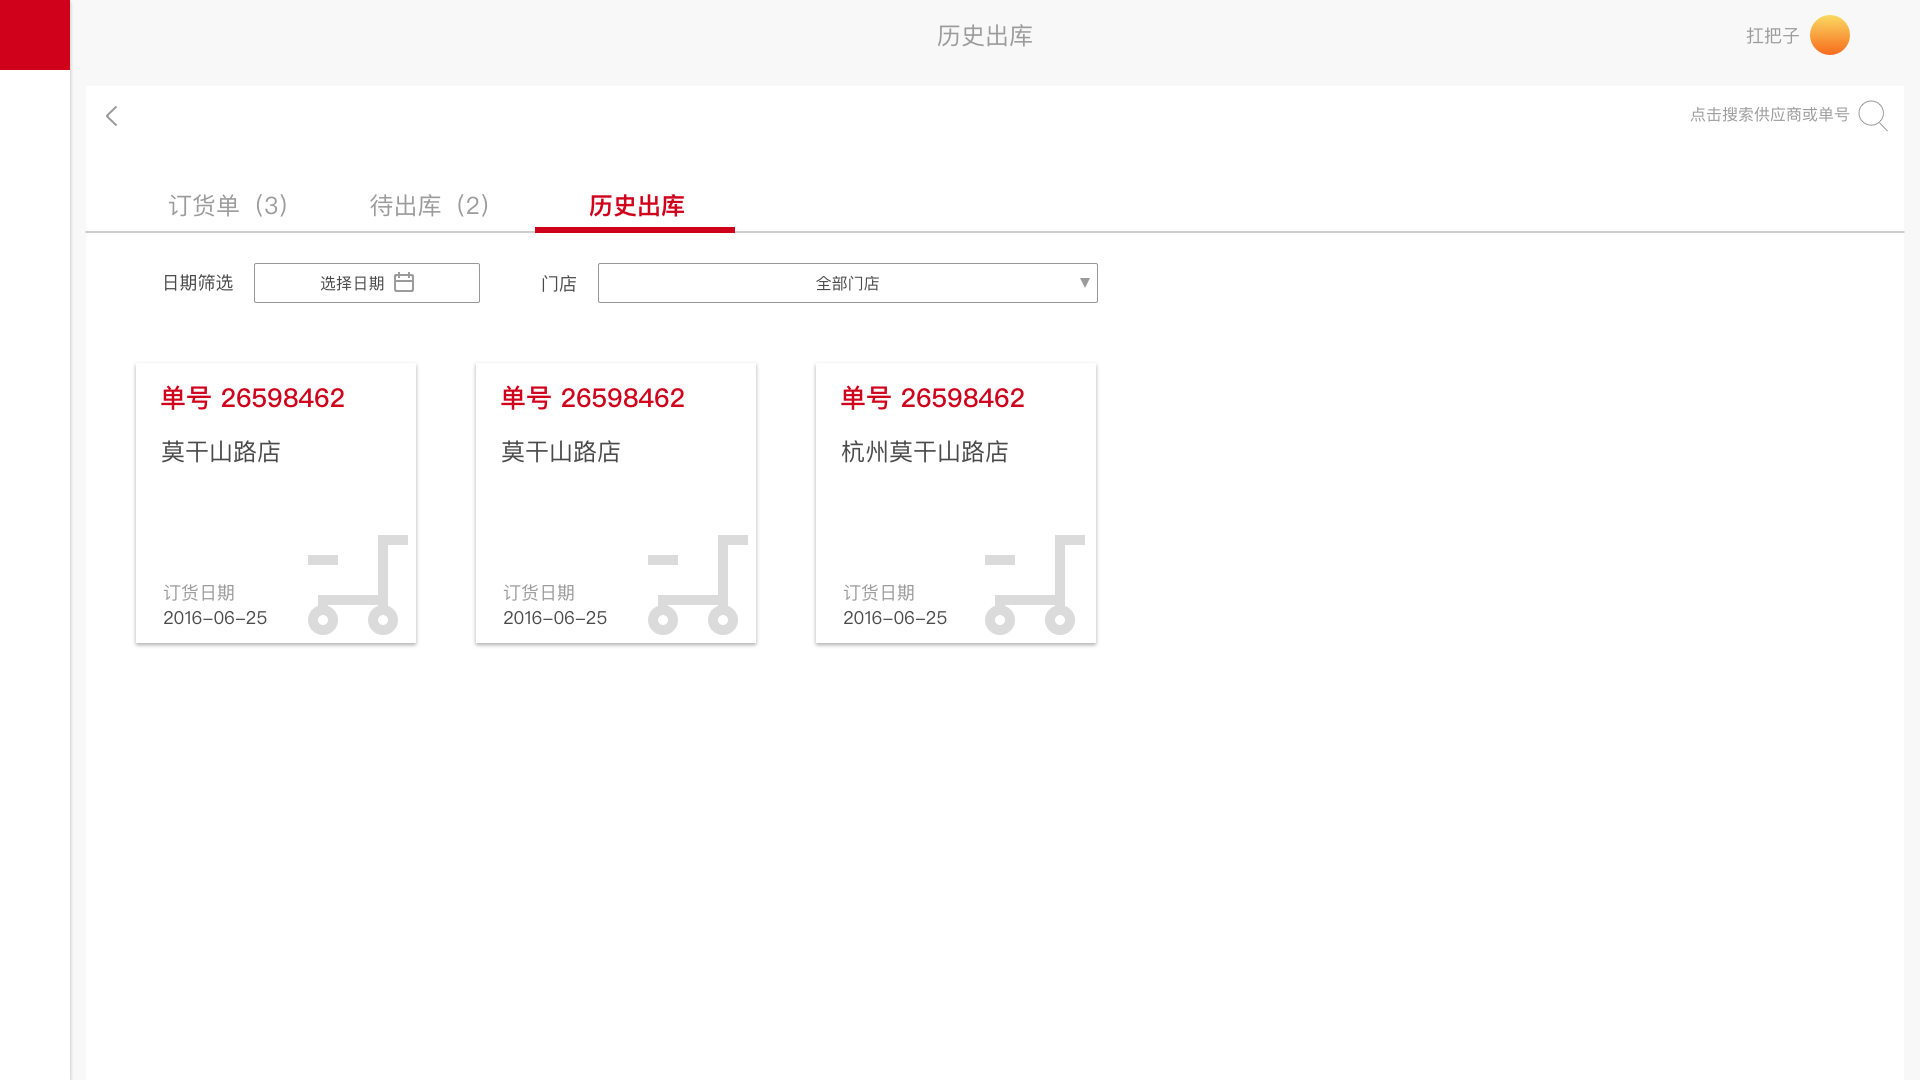 历史出库
扛把子
点击搜索供应商或单号
订货单（3）
待出库（2）
历史出库
日期筛选
选择日期
门店
全部门店
单号 26598462
莫干山路店
订货日期
2016-06-25
单号 26598462
莫干山路店
订货日期
2016-06-25
单号 26598462
杭州莫干山路店
订货日期
2016-06-25